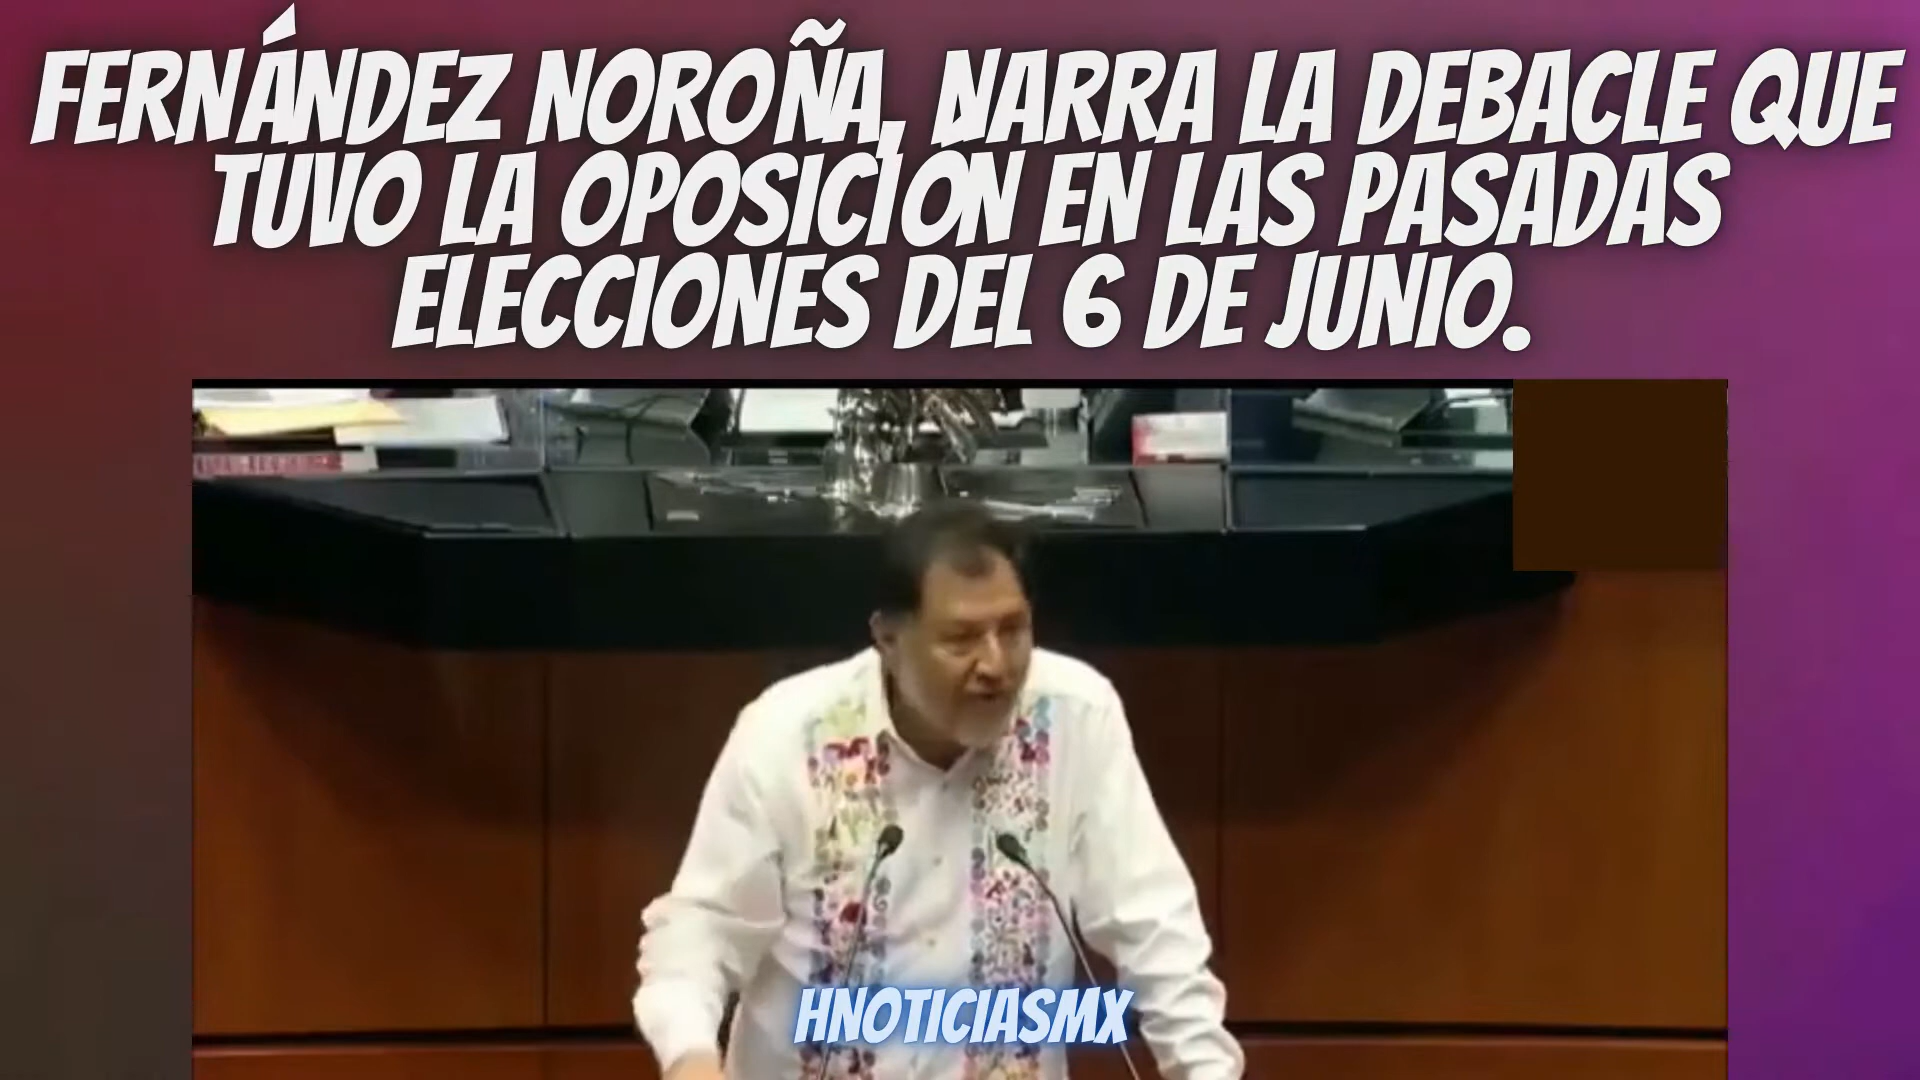 FERNÁNDEZ NOROÑA, NARRA LA DEBACLE QUE
TUVO LA OPOSICIÓN EN LAS PASADAS
ELECCIONES DEL 6 DE JUNIO.
HNOTICIASMX